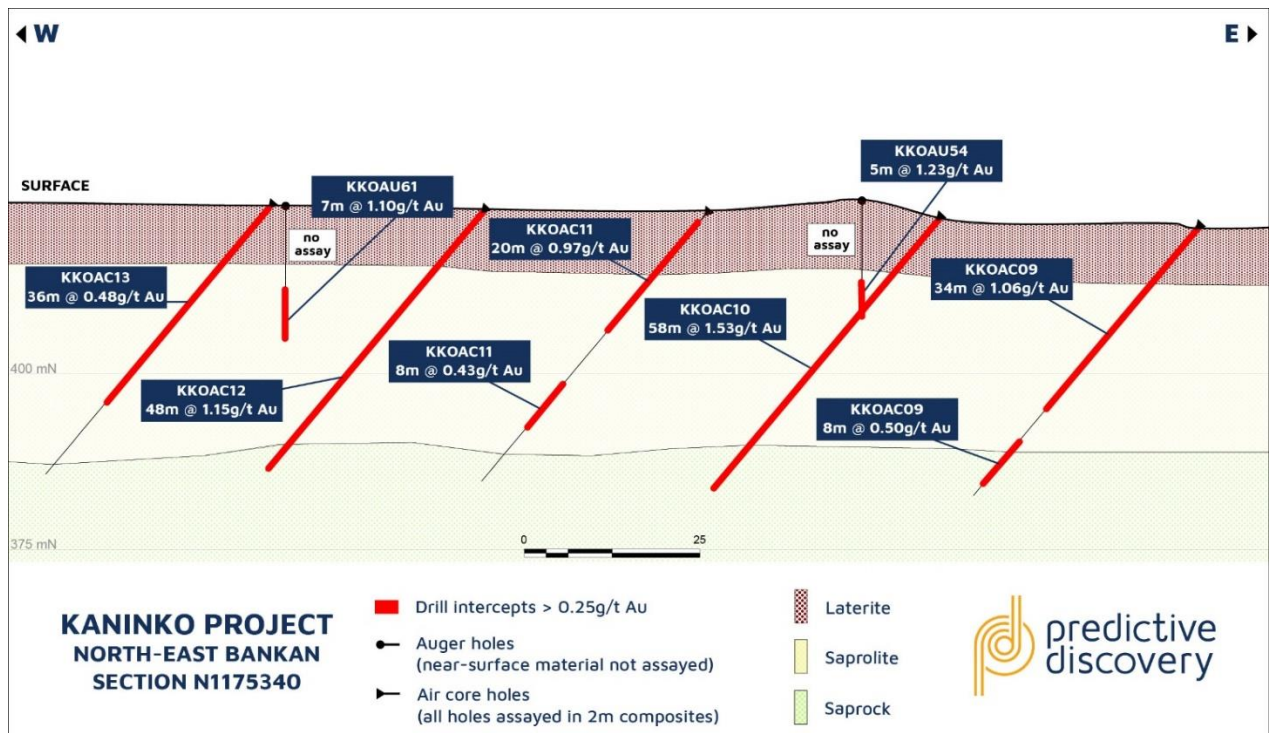 W
E
SURFACE
KKOAU54
5m @ 1.23g/t Au
KKOAU61
7m @ 1.10g/t Au
no
assay
KKOAC11
20m @ 0.97g/t Au
no
assay
KKOAC13
36m @ 0.48g/t Au
KKOAC09
34m @ 1.06g/t Au
KKOAC10
58m @ 1.53g/t Au
KKOAC11
8m @ 0.43g/t Au
400 mN
KKOAC12
48m @ 1.15g/t Au
KKOAC09
8m @ 0.50g/t Au
375 mN
0
25
KANINKO PROJECT
NORTH-EAST BANKAN
SECTION N1175340
Drill intercepts > 0.25g/t Au
Auger holes
(near-surface material not assayed)
Air core holes
(all holes assayed in 2m composites)
Laterite
Saprolite
Saprock
predictive
discovery